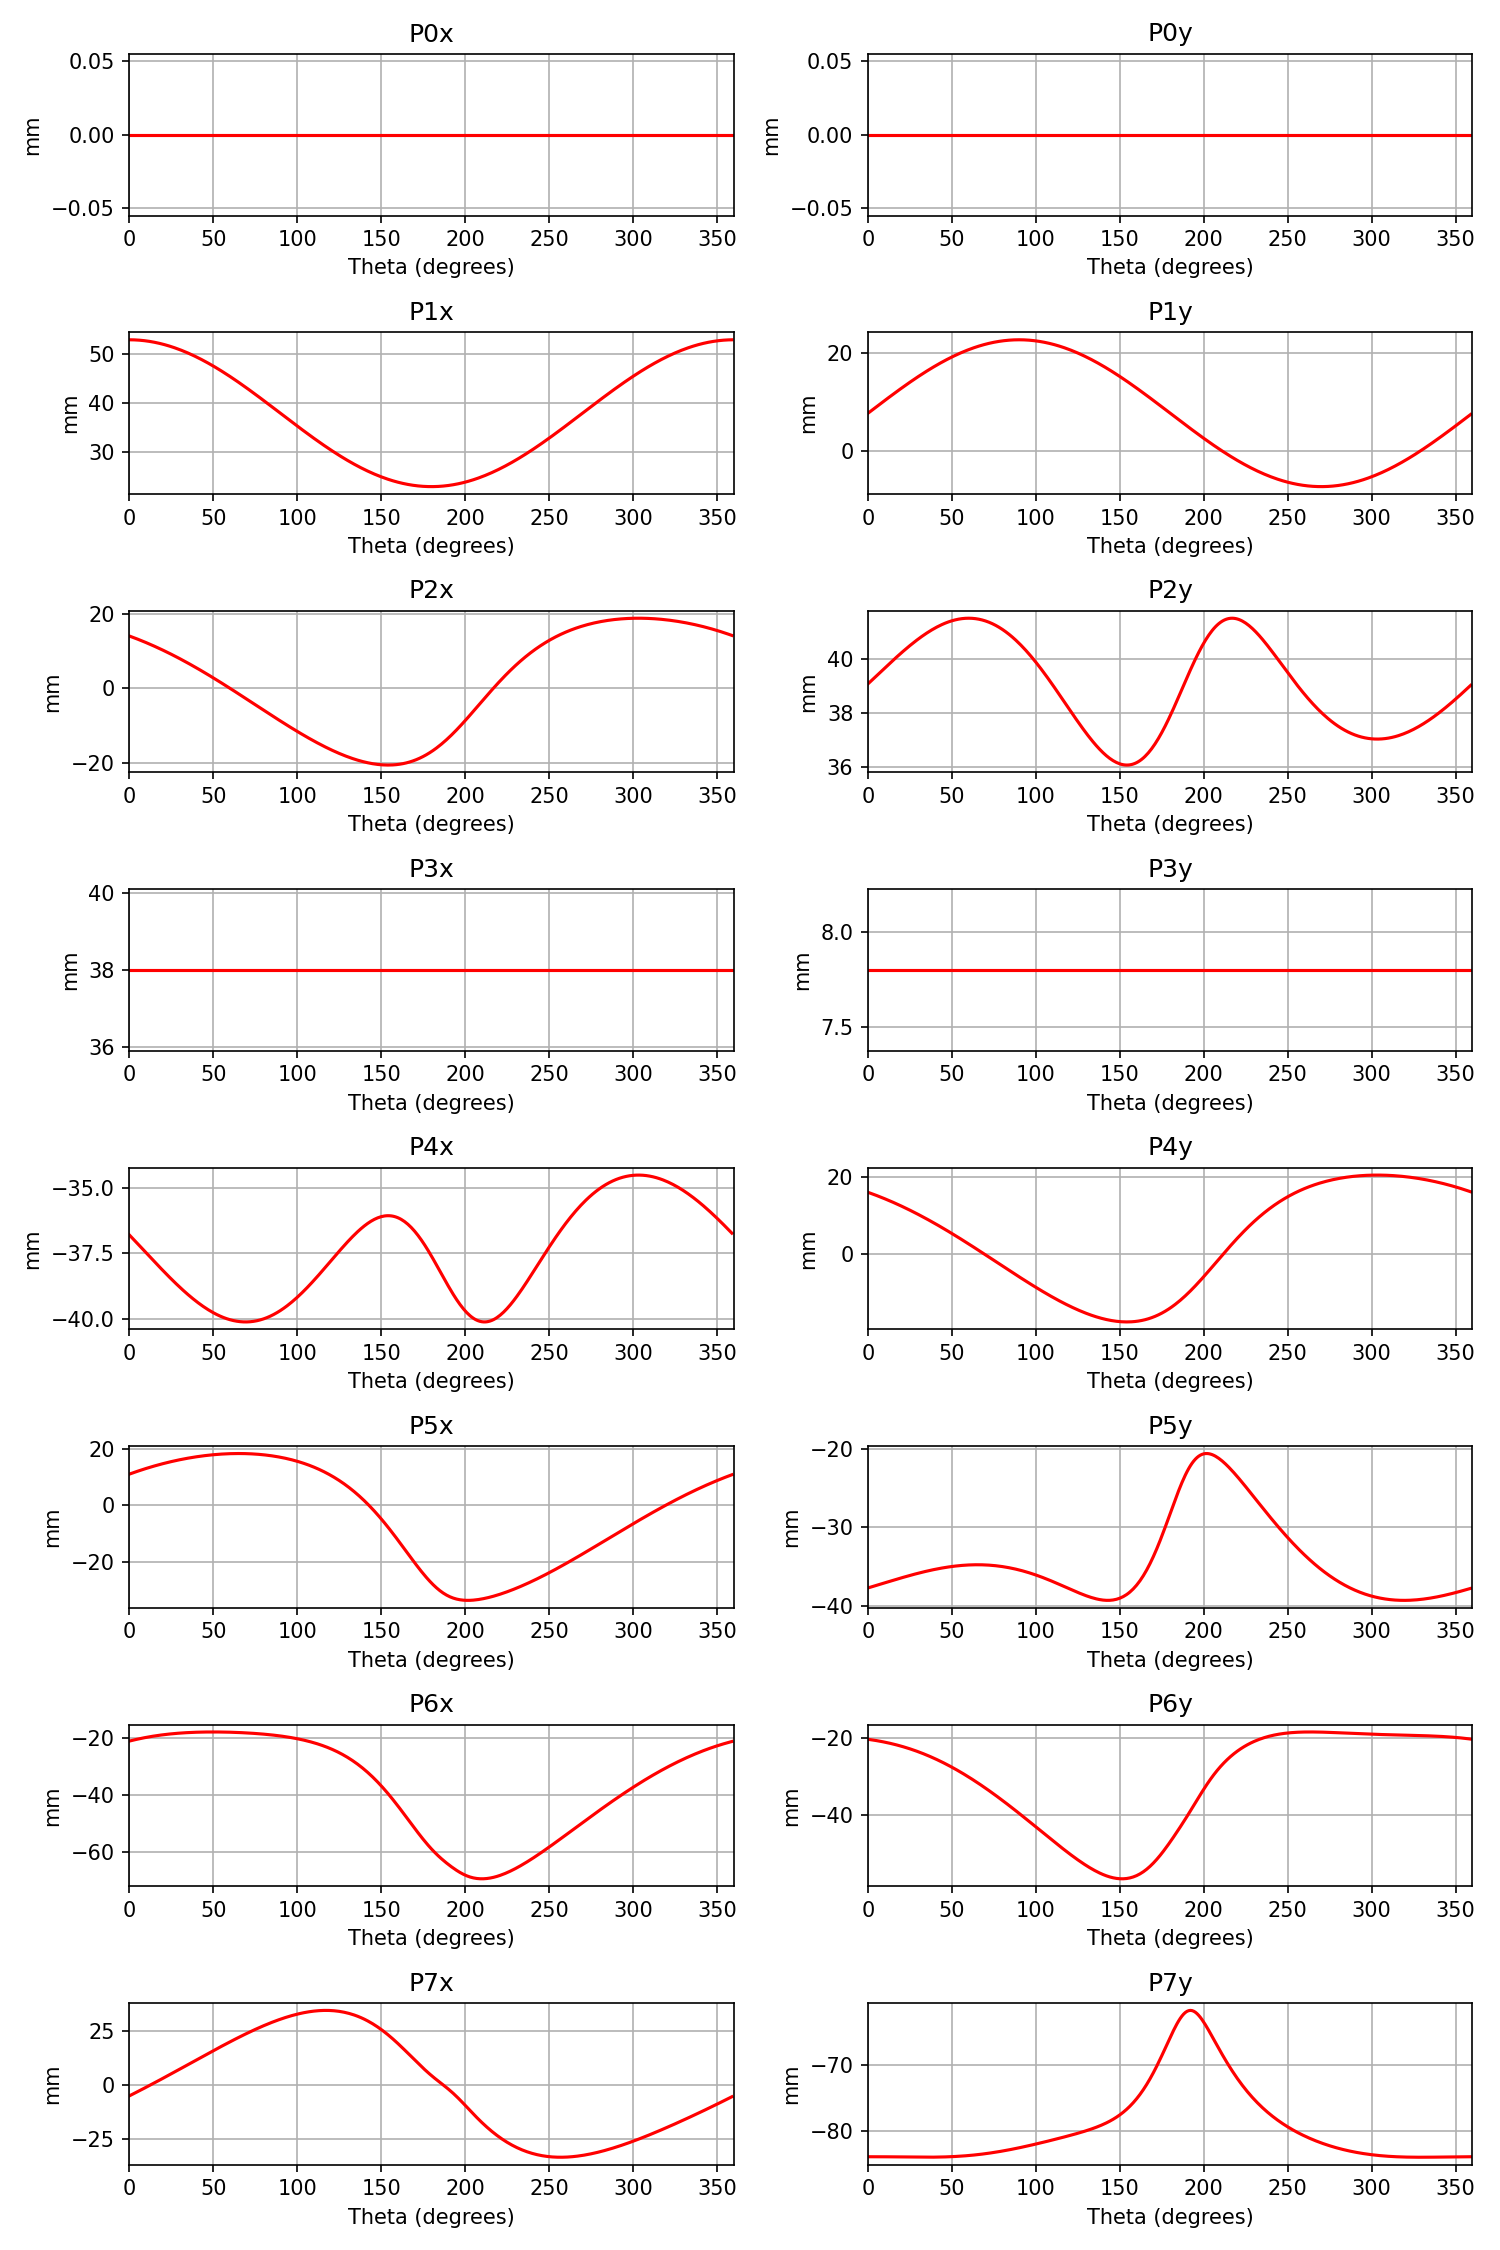 P0x P0y
0.05 0.05
mm 0.00 mm 0.00
−0.05 −0.05
0 50 100 150 200 250 300 350 0 50 100 150 200 250 300 350
Theta (degrees) Theta (degrees)
P1x P1y
50 20
mm 40 mm
30 0
0 50 100 150 200 250 300 350 0 50 100 150 200 250 300 350
Theta (degrees) Theta (degrees)
P2x P2y
20 40
mm 0 mm 38
−20 36
0 50 100 150 200 250 300 350 0 50 100 150 200 250 300 350
Theta (degrees) Theta (degrees)
P3x P3y
40 8.0
mm 38 mm
36 7.5
0 50 100 150 200 250 300 350 0 50 100 150 200 250 300 350
Theta (degrees) Theta (degrees)
P4x P4y
−35.0 20
mm −37.5 mm 0
−40.0
0 50 100 150 200 250 300 350 0 50 100 150 200 250 300 350
Theta (degrees) Theta (degrees)
P5x P5y
20 −20
mm 0 mm −30
−20 −40
0 50 100 150 200 250 300 350 0 50 100 150 200 250 300 350
Theta (degrees) Theta (degrees)
P6x P6y
−20 −20
mm −40 mm −40
−60
0 50 100 150 200 250 300 350 0 50 100 150 200 250 300 350
Theta (degrees) Theta (degrees)
P7x P7y
25 −70
mm 0 mm
−25 −80
0 50 100 150 200 250 300 350 0 50 100 150 200 250 300 350
Theta (degrees) Theta (degrees)